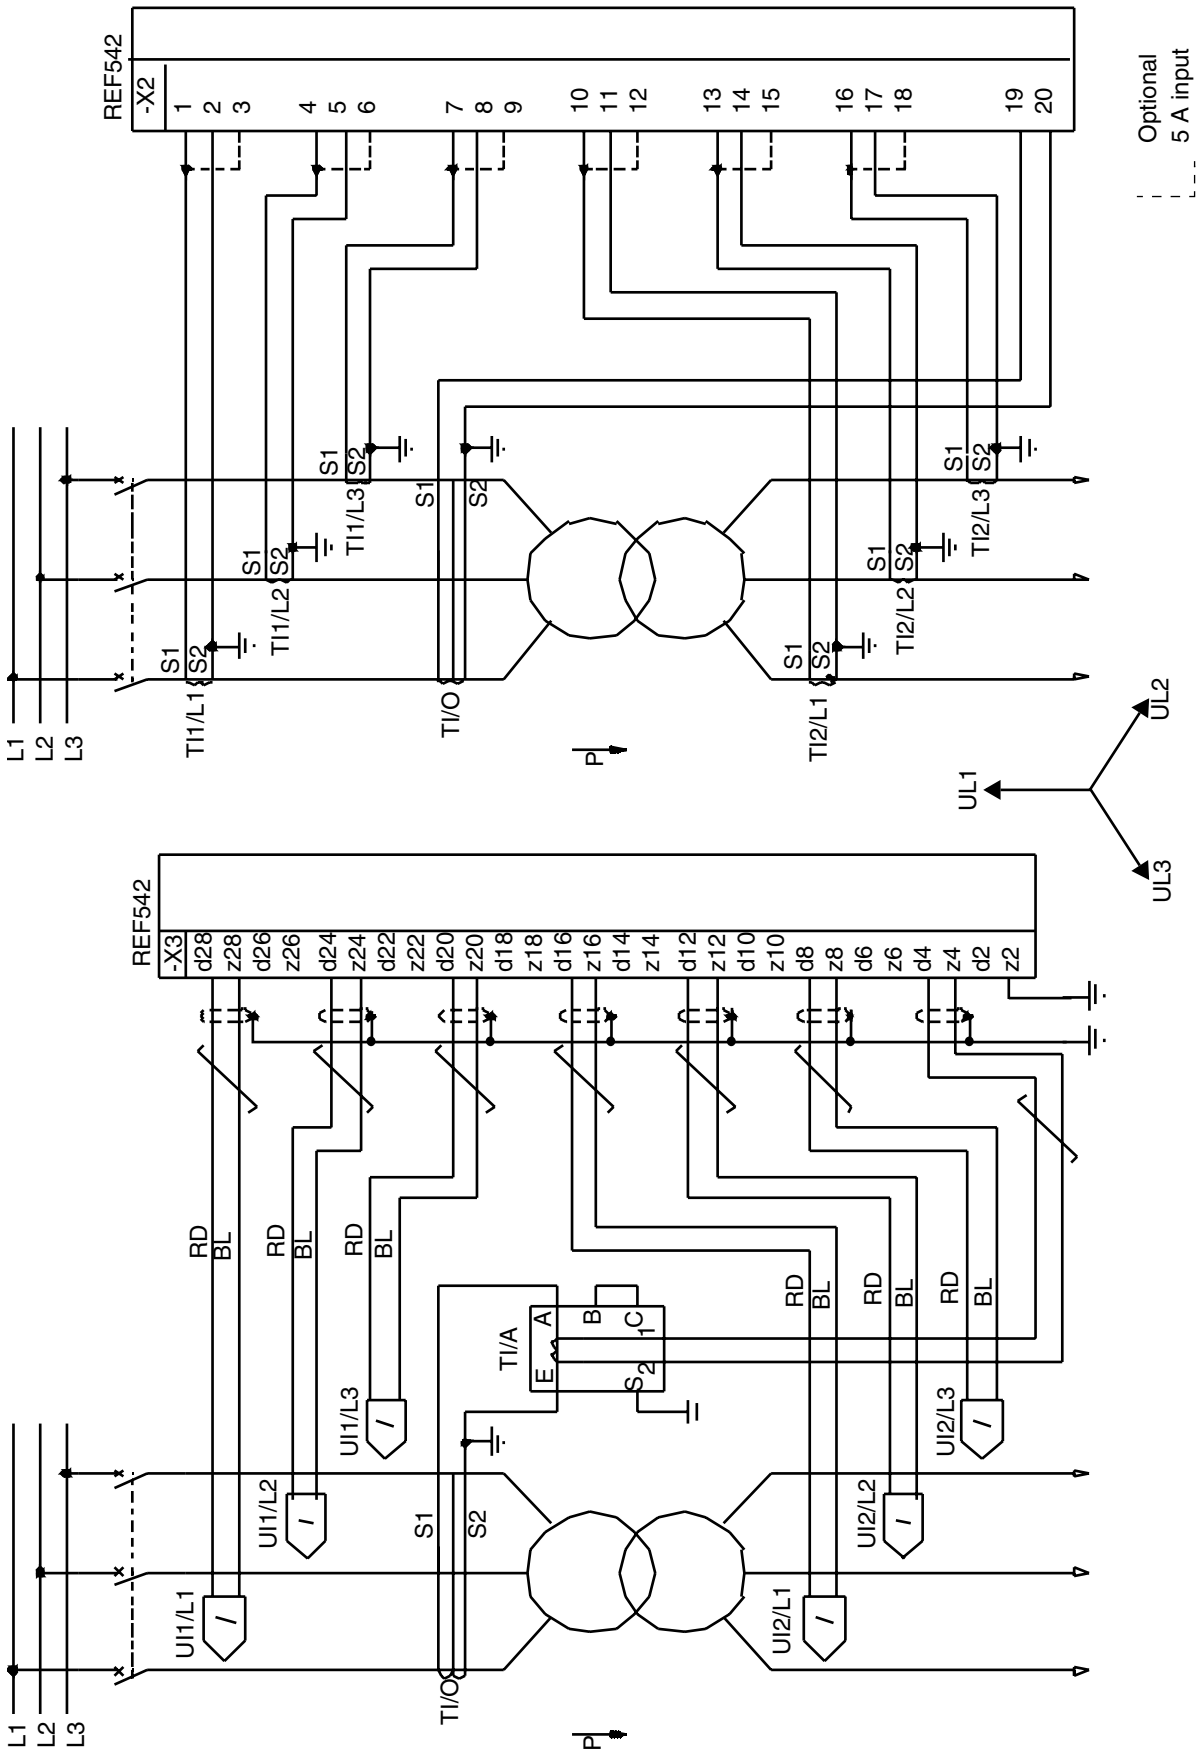 REF542
-X2
1
2
3
4
5
6
7
8
9
10
11
12
13
14
15
16
17
18
19
20
Optional
5 A input
L1
L2
L3
S1
S2
TI1/L1
S1
S2
TI1/L2
S1
S2
TI1/L3
S1
S2
TI/O
S1
S2
TI2/L1
S1
S2
TI2/L2
S1
S2
TI2/L3
P
UL1
UL2
UL3
REF542
-X3
d28
z28
d26
z26
d24
z24
d22
z22
d20
z20
d18
z18
d16
z16
d14
z14
d12
z12
d10
z10
d8
z8
d6
z6
d4
z4
d2
z2
RD
BL
RD
BL
RD
BL
RD
BL
RD
BL
RD
BL
TI/A
A
B
C
E
S
1
2
UI1/L1
UI1/L2
UI1/L3
UI2/L1
UI2/L2
UI2/L3
I
I
I
I
I
I
S1
S2
TI/O
L1
L2
L3
P